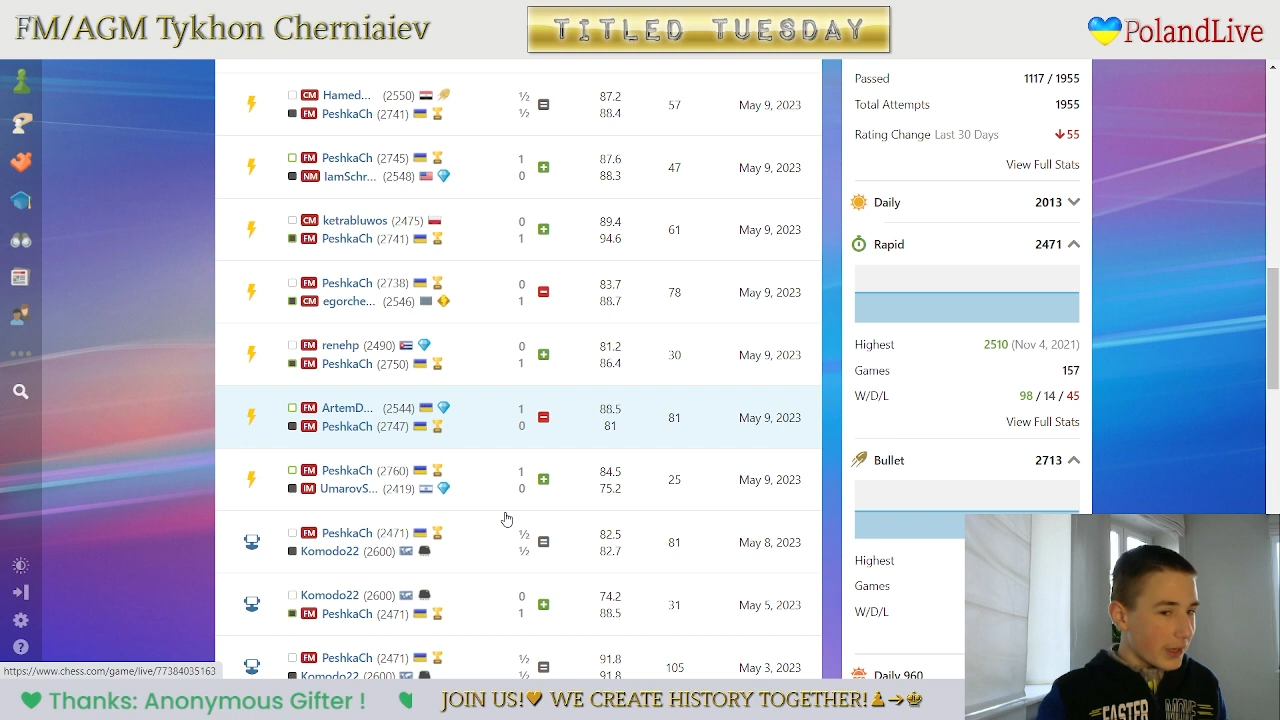 FM/AGM Tykhon Cherniaiev
TITLED TUESDAY
PolandLive
CM Hamed... (2550) ½ 87.2
FM PeshkaCh (2741) ½ 88.4
57 May 9, 2023
FM PeshkaCh (2745) 1 87.6
NM IamSchr... (2548) 0 88.3
47 May 9, 2023
CM ketrabluwos (2475) 0 89.4
FM PeshkaCh (2741) 1 94.6
61 May 9, 2023
FM PeshkaCh (2738) 0 83.7
CM egorche... (2546) 1 88.7
78 May 9, 2023
FM renehp (2490) 0 81.2
FM PeshkaCh (2750) 1 86.4
30 May 9, 2023
FM ArtemD... (2544) 1 88.5
FM PeshkaCh (2747) 0 81
81 May 9, 2023
FM PeshkaCh (2760) 1 84.5
IM UmarovS... (2419) 0 75.2
25 May 9, 2023
FM PeshkaCh (2471) ½ 82.5
Komodo22 (2600) ½ 82.7
81 May 8, 2023
Komodo22 (2600) 0 74.2
FM PeshkaCh (2471) 1 88.5
31 May 5, 2023
FM PeshkaCh (2471) ½ 91.8
Komodo22 (2600) ½ 91.8
105 May 3, 2023
Passed 1117 / 1955
Total Attempts 1955
Rating Change Last 30 Days 55
View Full Stats
Daily 2013
Rapid 2471
Highest 2510 (Nov 4, 2021)
Games 157
W/D/L 98 / 14 / 45
View Full Stats
Bullet 2713
Highest
Games
W/D/L
Daily 960
https://www.chess.com/game/live/77384035163
Thanks: Anonymous Gifter !
JOIN US! WE CREATE HISTORY TOGETHER!
FASTER MOVE